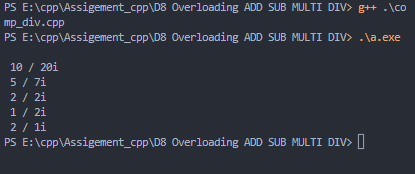 PS E:\cpp\Assigement_cpp\D8 Overloading ADD SUB MULTI DIV> g++ .\co
mp_div.cpp
PS E:\cpp\Assigement_cpp\D8 Overloading ADD SUB MULTI DIV> .\a.exe
10 / 20i
5 / 7i
2 / 2i
1 / 2i
2 / 1i
PS E:\cpp\Assigement_cpp\D8 Overloading ADD SUB MULTI DIV>